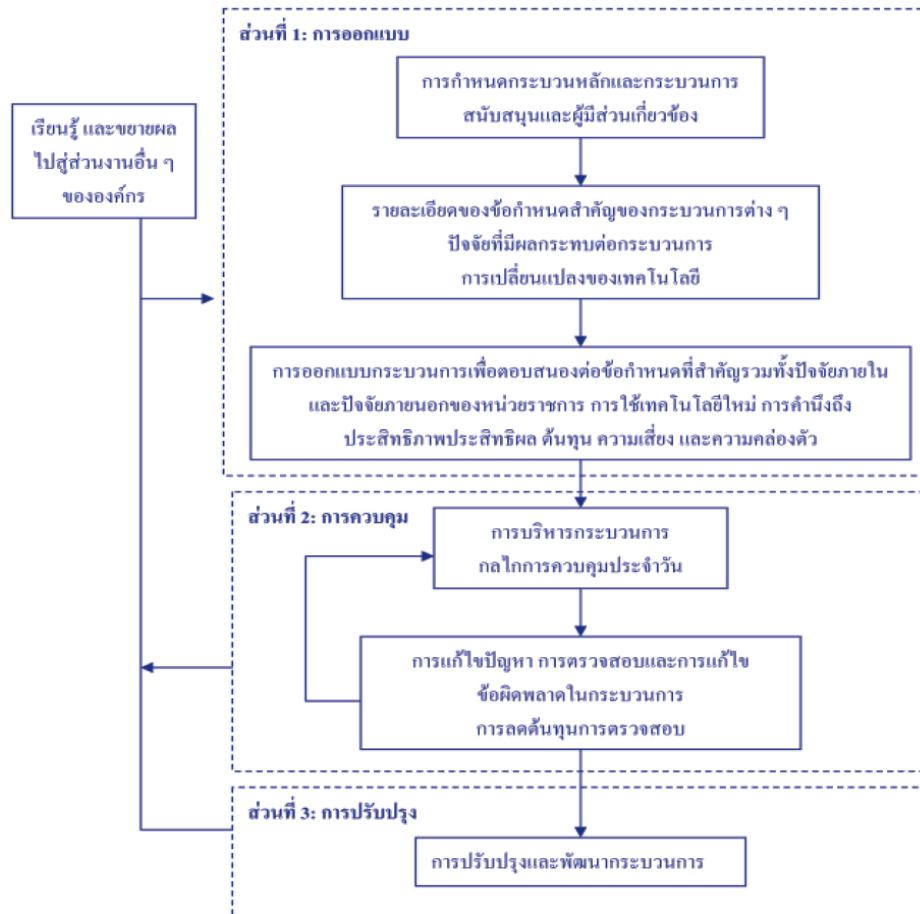 ส่วนที่ 1: การออกแบบ
การกำหนดกระบวนหลักและกระบวนการ
สนับสนุนและผู้มีส่วนเกี่ยวข้อง
เรียนรู้ และขยายผล
ไปสู่ส่วนงานอื่น ๆ
ขององค์กร
รายละเอียดของข้อกำหนดสำคัญของกระบวนการต่าง ๆ
ปัจจัยที่มีผลกระทบต่อกระบวนการ
การเปลี่ยนแปลงของเทคโนโลยี
การออกแบบกระบวนการเพื่อตอบสนองต่อข้อกำหนดที่สำคัญรวมทั้งปัจจัยภายใน
และปัจจัยภายนอกของหน่วยราชการ การใช้เทคโนโลยีใหม่ การคำนึงถึง
ประสิทธิภาพประสิทธิผล ต้นทุน ความเสี่ยง และความคล่องตัว
ส่วนที่ 2: การควบคุม
การบริหารกระบวนการ
กลไกการควบคุมประจำวัน
การแก้ไขปัญหา การตรวจสอบและการแก้ไข
ข้อผิดพลาดในกระบวนการ
การลดต้นทุนการตรวจสอบ
ส่วนที่ 3: การปรับปรุง
การปรับปรุงและพัฒนากระบวนการ